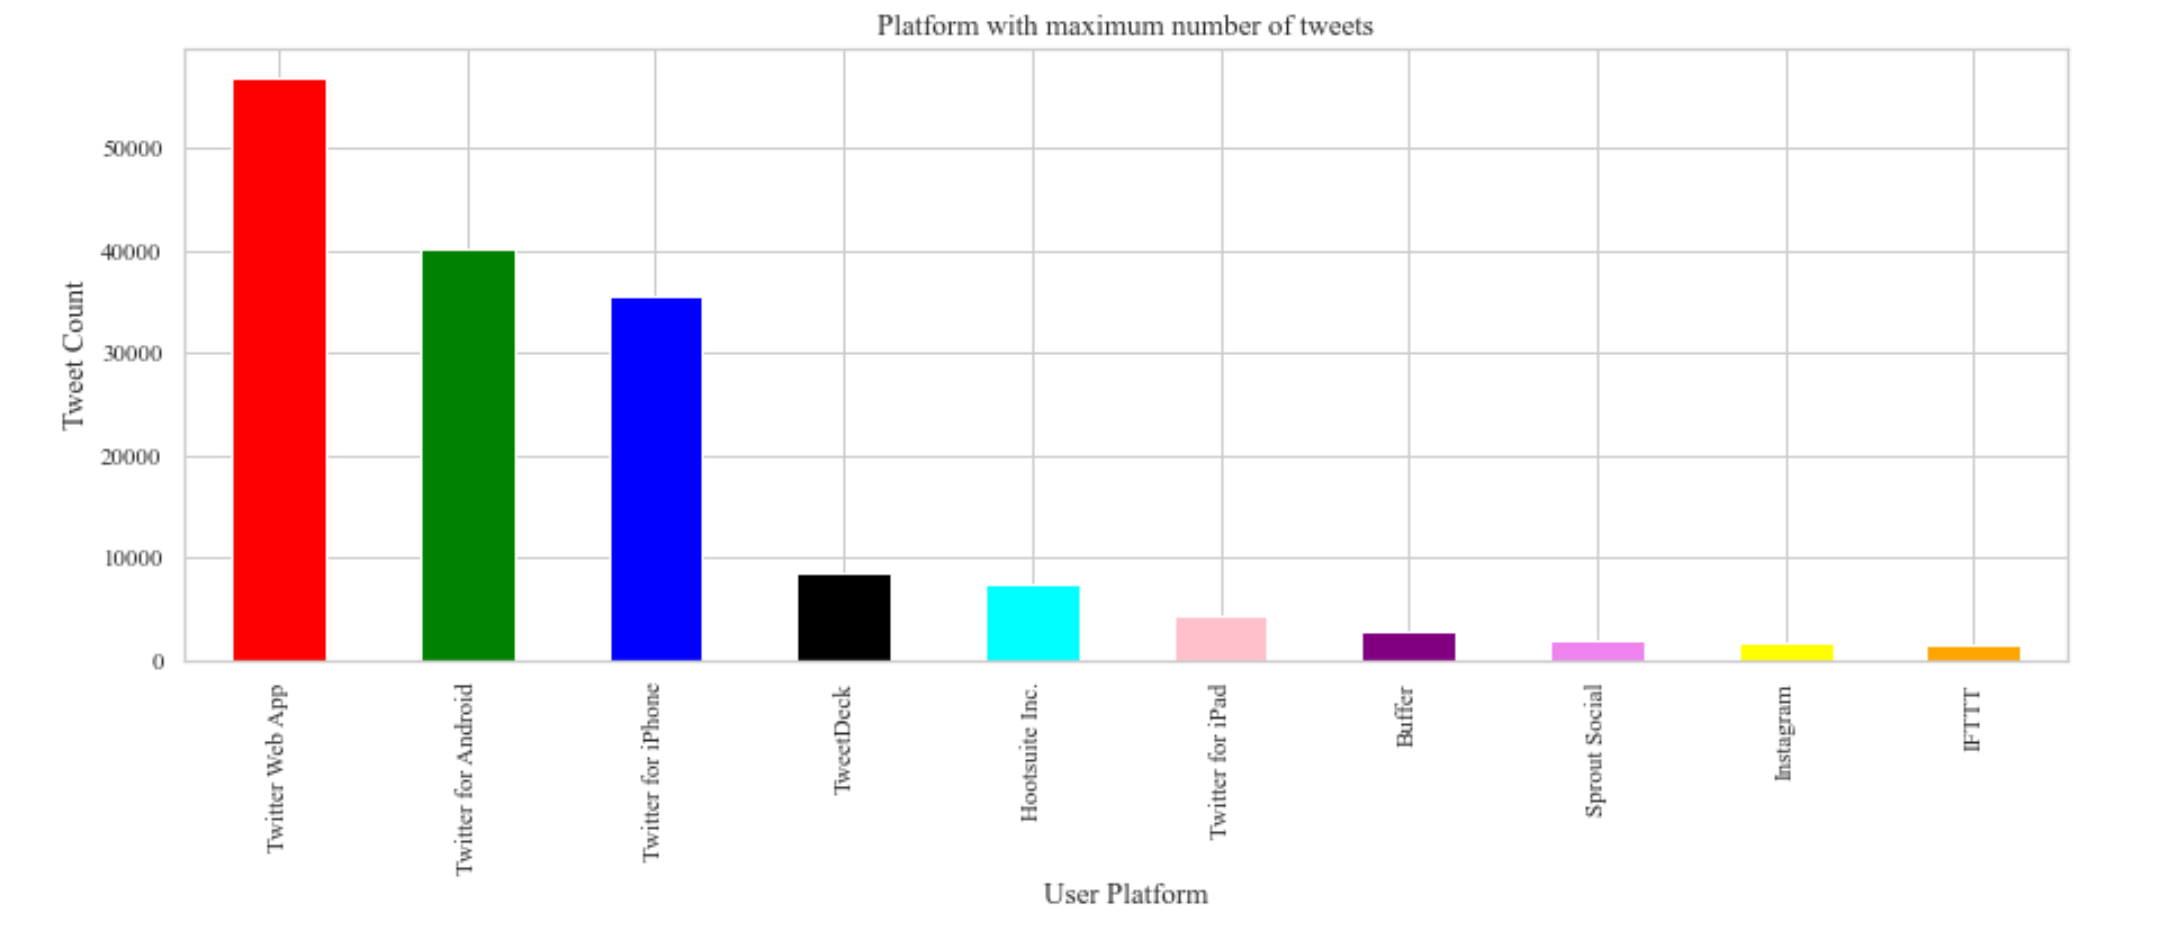 Platform with maximum number of tweets
50000
40000
30000
20000
10000
0
Tweet Count
Twitter Web App
Twitter for Android
Twitter for iPhone
TweetDeck
Hootsuite Inc.
Twitter for iPad
Buffer
Sprout Social
Instagram
IFTTT
User Platform